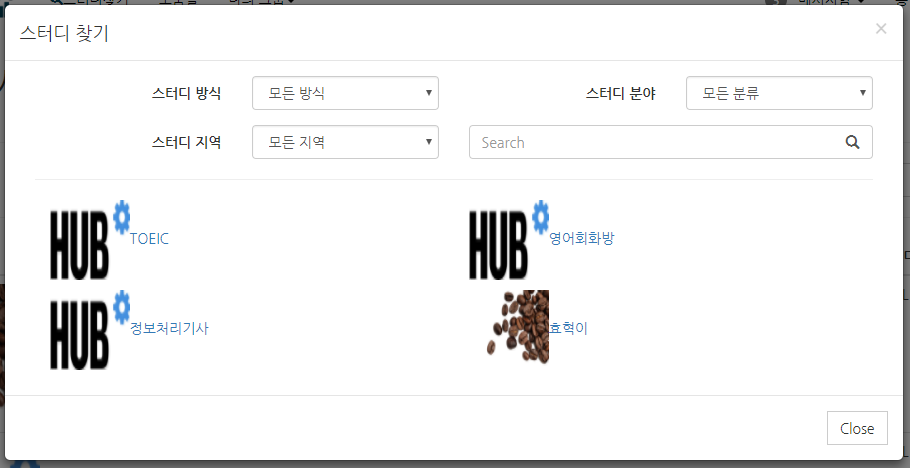 스터디 찾기 ×
스터디 방식 모든 방식 스터디 분야 모든 분류
스터디 지역 모든 지역 Search
HUB TOEIC HUB 영어회화방
HUB 정보처리기사 효혁이
Close